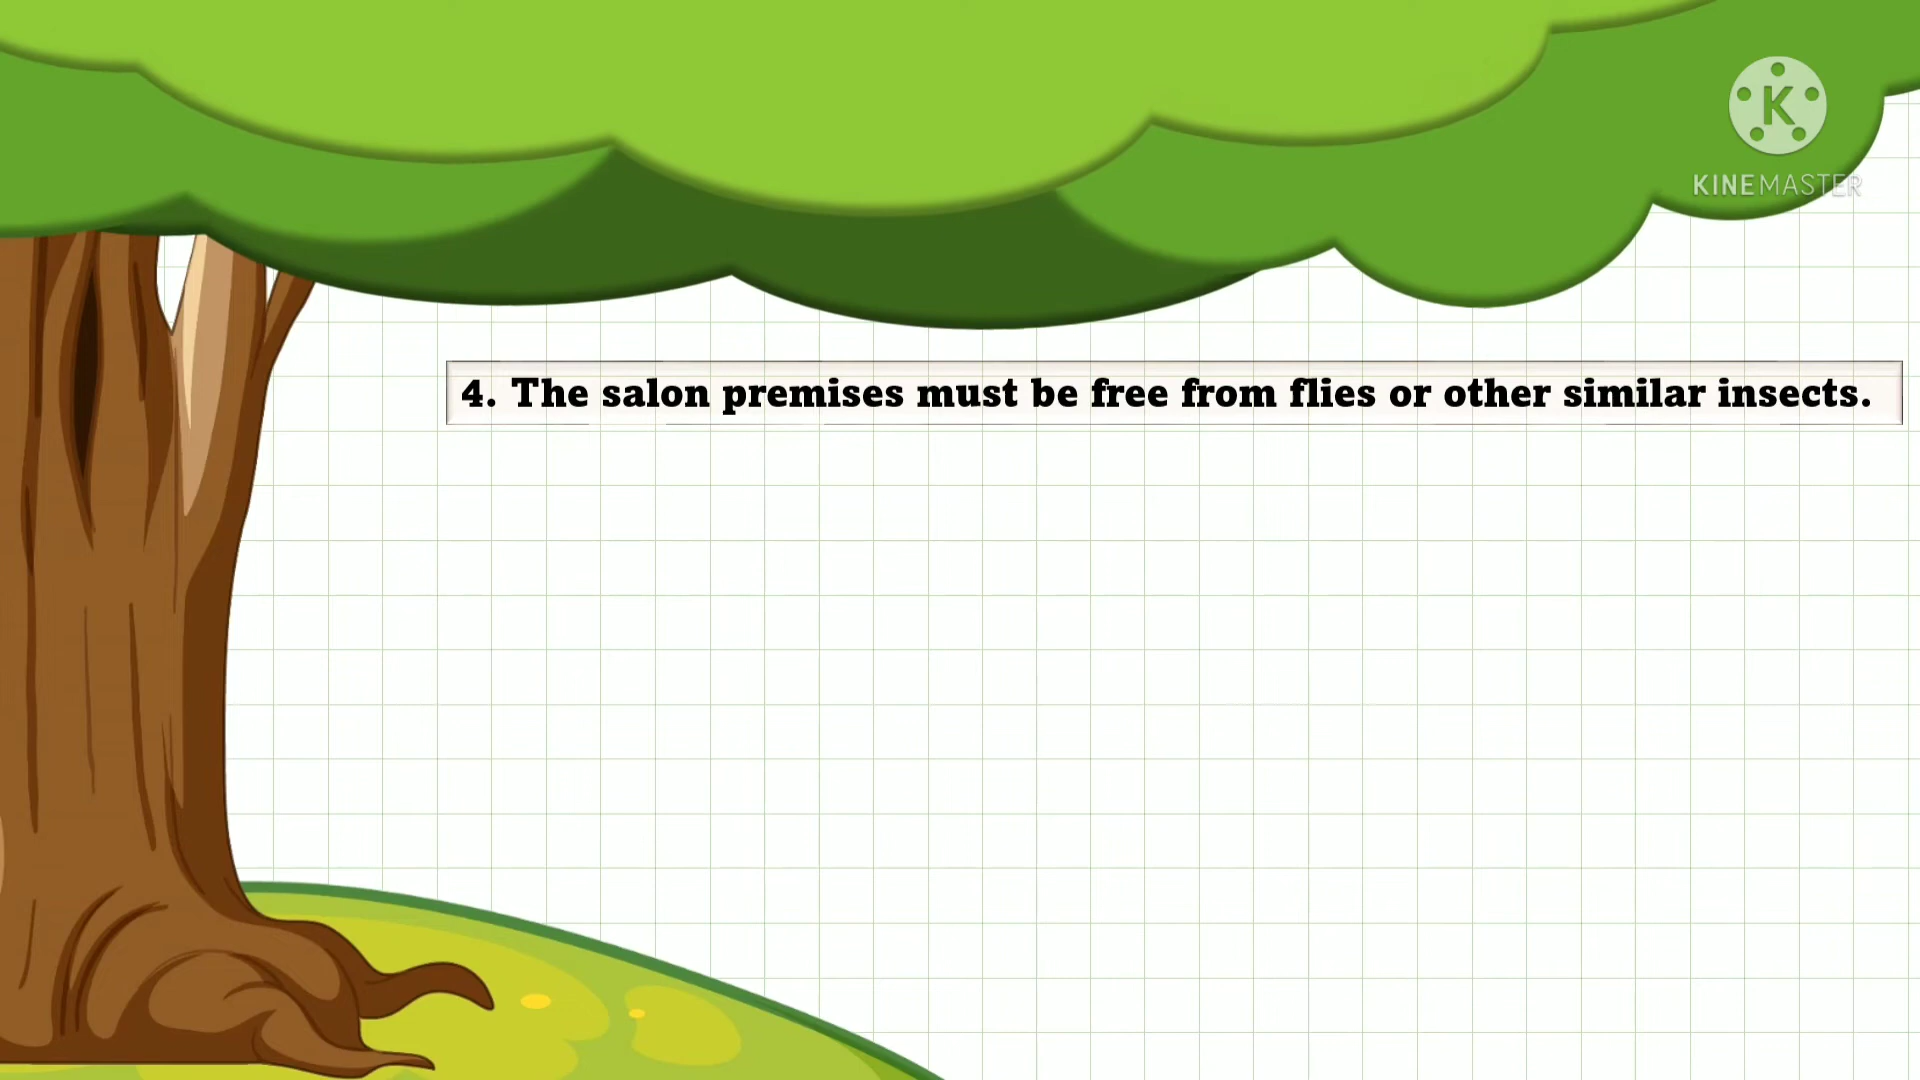 K
KINEMASTER
4. The salon premises must be free from flies or other similar insects.